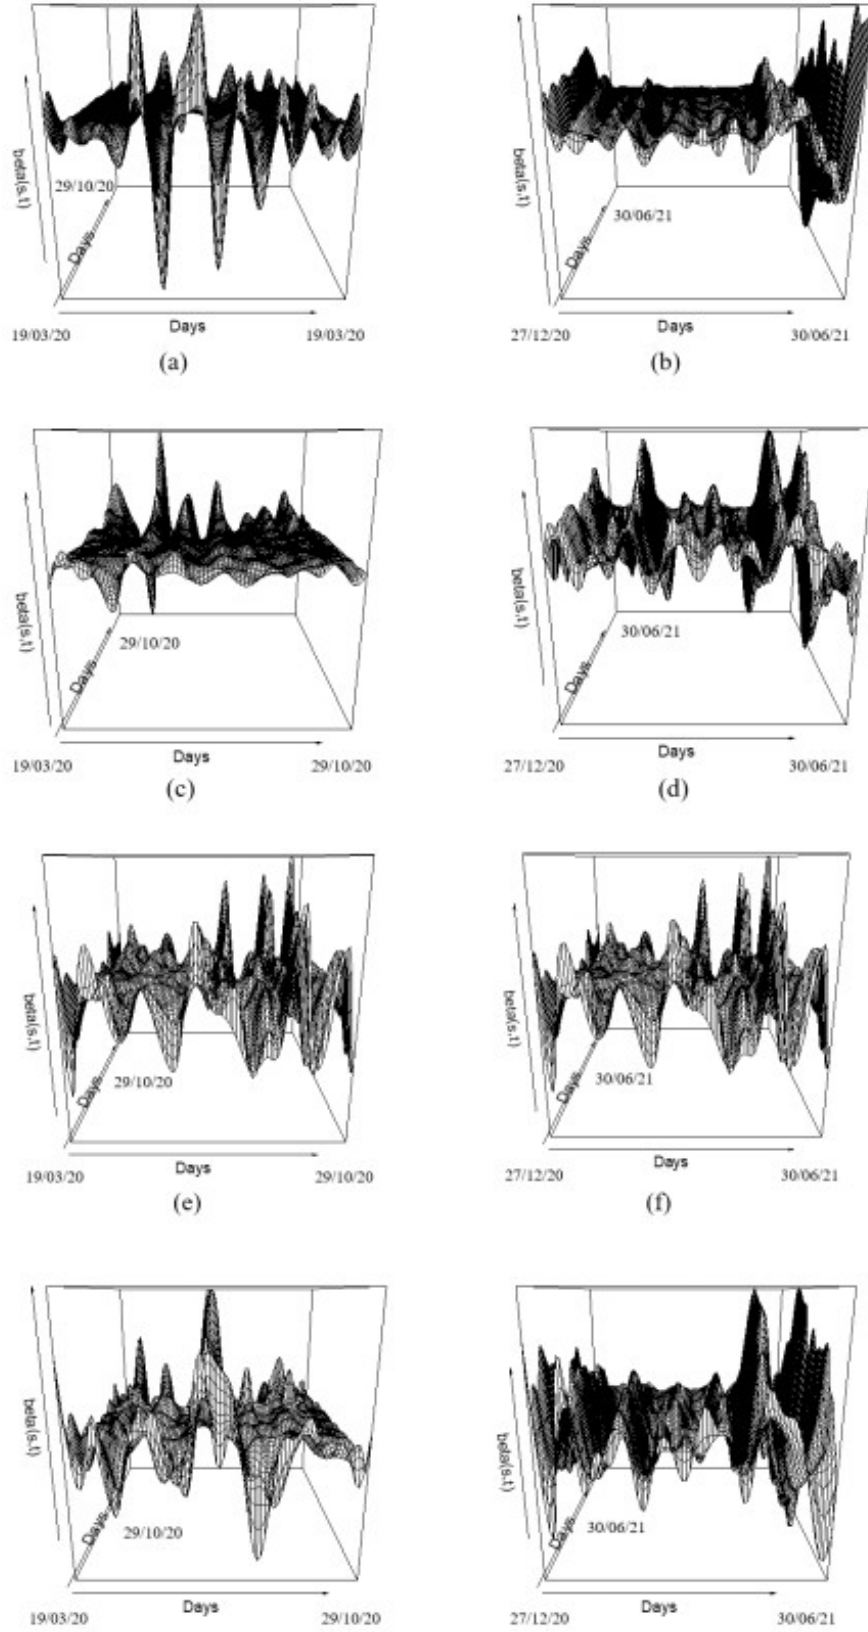 beta(s,t)
29/10/20
Days
Days
19/03/20
19/03/20
(a)
beta(s,t)
30/06/21
Days
Days
27/12/20
30/06/21
(b)
beta(s,t)
29/10/20
Days
Days
19/03/20
29/10/20
(c)
beta(s,t)
30/06/21
Days
Days
27/12/20
30/06/21
(d)
beta(s,t)
29/10/20
Days
Days
19/03/20
29/10/20
(e)
beta(s,t)
30/06/21
Days
Days
27/12/20
30/06/21
(f)
beta(s,t)
29/10/20
Days
Days
19/03/20
29/10/20
beta(s,t)
30/06/21
Days
Days
27/12/20
30/06/21